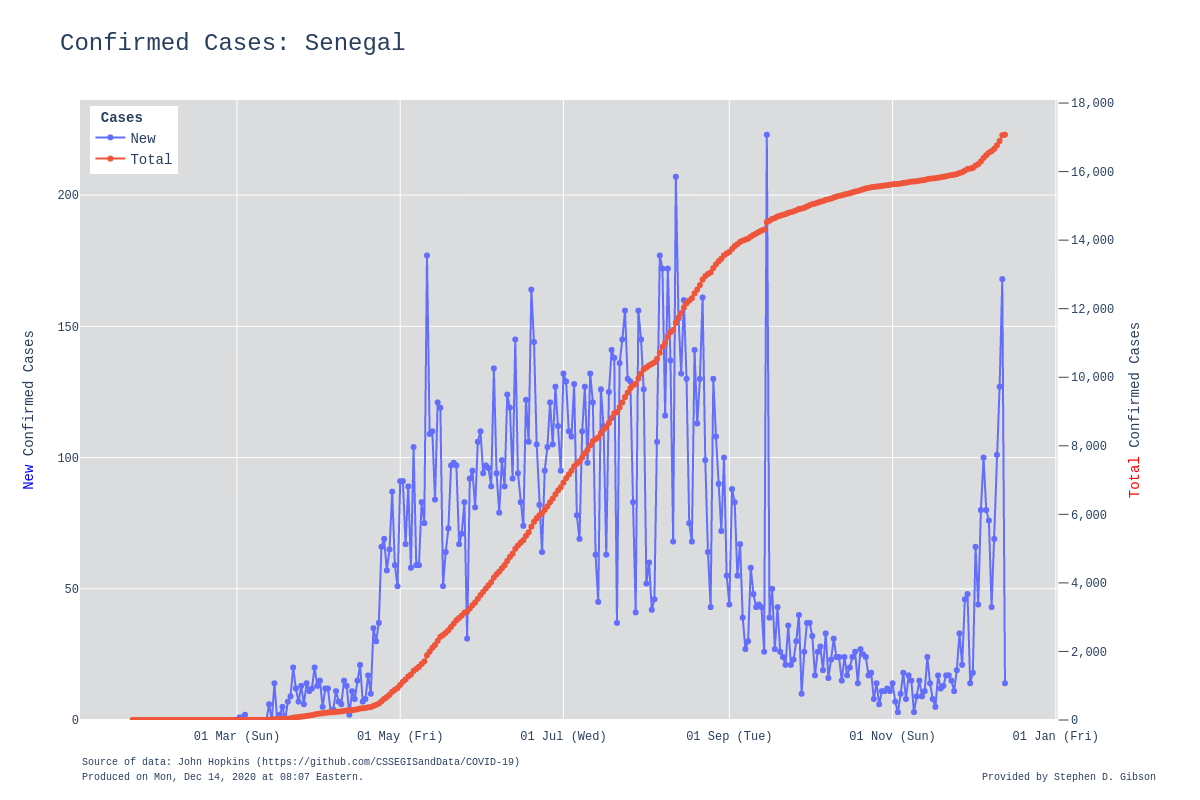 Confirmed Cases: Senegal
Cases
New
Total
18,000
16,000
14,000
12,000
10,000
8,000
6,000
4,000
2,000
0
200
150
100
50
0
New Confirmed Cases
Total Confirmed Cases
01 Mar (Sun)
01 May (Fri)
01 Jul (Wed)
01 Sep (Tue)
01 Nov (Sun)
01 Jan (Fri)
Source of data: John Hopkins (https://github.com/CSSEGISandData/COVID-19)
Produced on Mon, Dec 14, 2020 at 08:07 Eastern.
Provided by Stephen D. Gibson